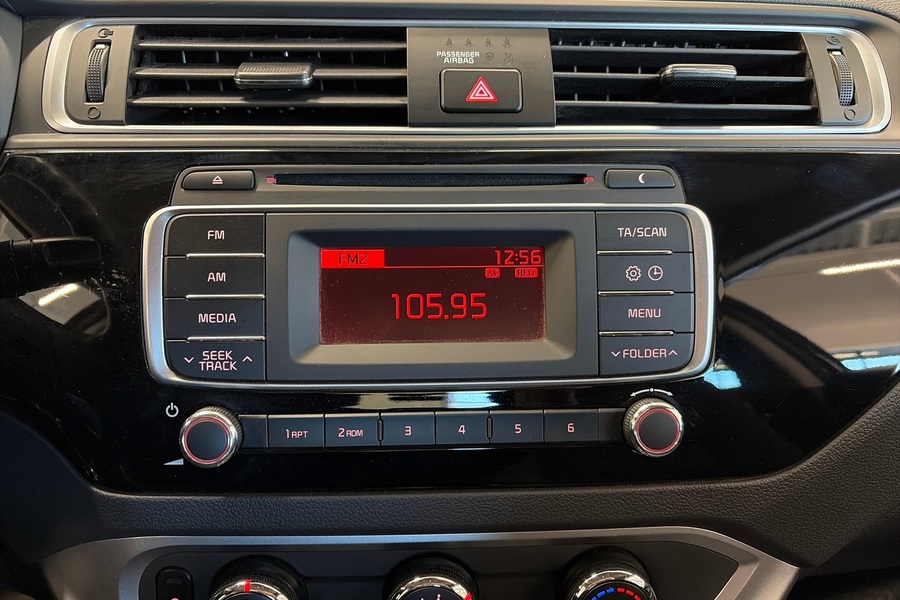 PASSENGER
AIRBAG
FM
AM
MEDIA
SEEK
TRACK
FM2 12:56
105.95
TA/SCAN
MENU
FOLDER
1 RPT
2 RDM
3
4
5
6